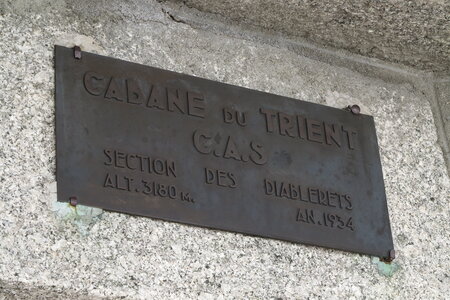 CABANE DU TRIENT
C.A.S
SECTION DES DIABLERETS
ALT. 3180 M. AN. 1934